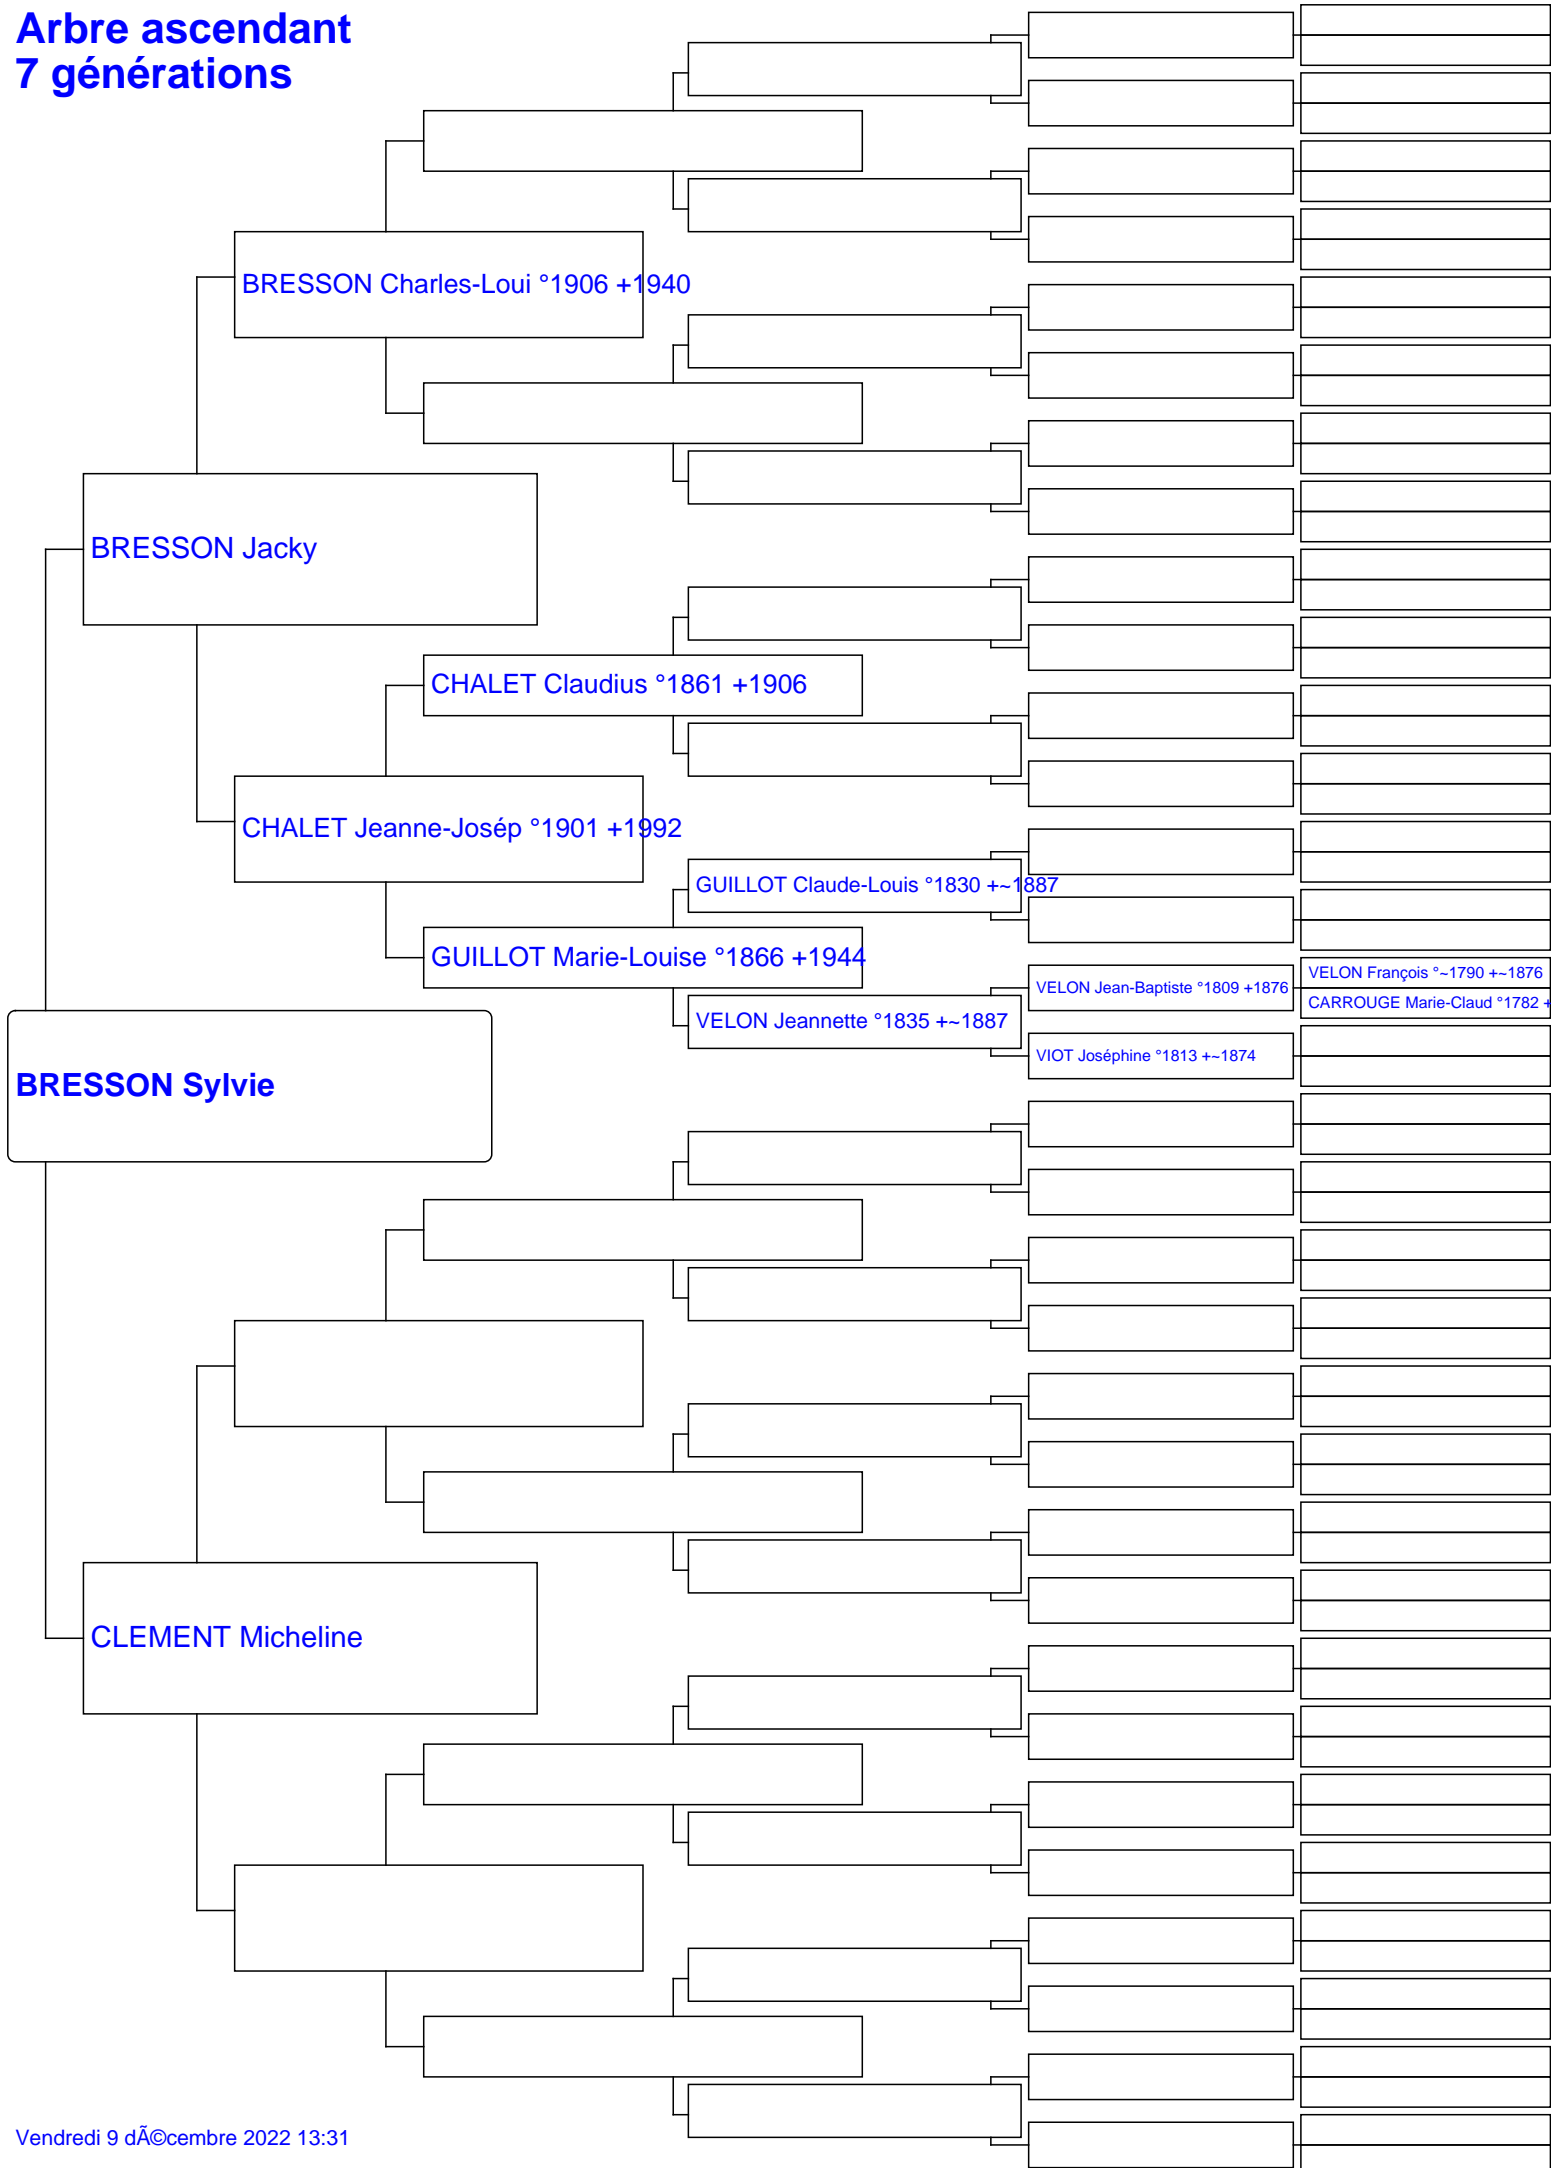 Arbre ascendant
7 générations
BRESSON Charles-Loui °1906 +1940
BRESSON Jacky
CHALET Claudius °1861 +1906
CHALET Jeanne-Josép °1901 +1992
GUILLOT Claude-Louis °1830 +~1887
GUILLOT Marie-Louise °1866 +1944
VELON François °~1790 +~1876
VELON Jean-Baptiste °1809 +1876
CARROUGE Marie-Claud °1782 +
VELON Jeannette °1835 +~1887
VIOT Joséphine °1813 +~1874
BRESSON Sylvie
CLEMENT Micheline
Vendredi 9 dÃ©cembre 2022 13:31